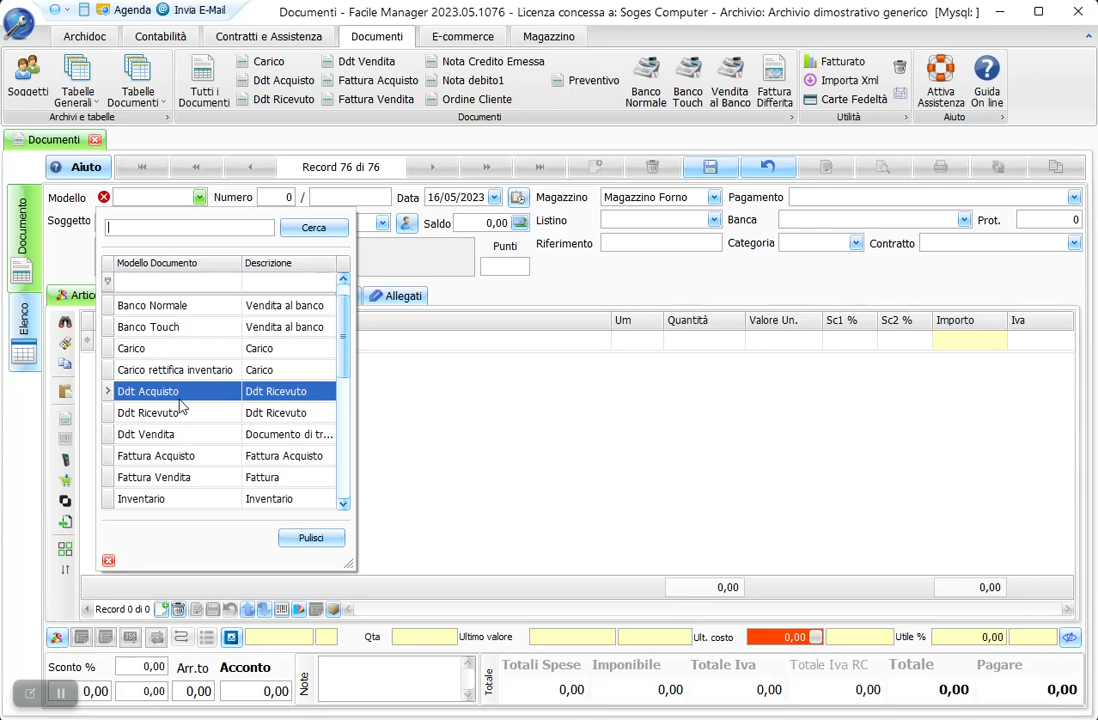 Agenda Invia E-Mail
Documenti - Facile Manager 2023.05.1076 - Licenza concessa a: Soges Computer - Archivio: Archivio dimostrativo generico [Mysql: ]
Archidoc Contabilità Contratti e Assistenza Documenti E-commerce Magazzino
Soggetti
Tabelle Generali
Tabelle Documenti
Archivi e tabelle
Tutti i Documenti
Carico Ddt Vendita Nota Credito Emessa
Ddt Acquisto Fattura Acquisto Nota debito1 Preventivo
Ddt Ricevuto Fattura Vendita Ordine Cliente
Banco Normale
Banco Touch
Vendita al Banco
Fattura Differita
Documenti
Fatturato
Importa Xml
Carte Fedeltà
Utilità
Attiva Assistenza
Guida On line
Aiuto
Documenti
Aiuto Record 76 di 76
Documento
Elenco
Modello Numero 0 / Data 16/05/2023 Magazzino Magazzino Forno Pagamento
Soggetto Saldo 0,00 Listino Banca Prot. 0
Punti Riferimento Categoria Contratto
Cerca
Modello Documento Descrizione
Banco Normale Vendita al banco
Banco Touch Vendita al banco
Carico Carico
Carico rettifica inventario Carico
Ddt Acquisto Ddt Ricevuto
Ddt Ricevuto Ddt Ricevuto
Ddt Vendita Documento di tr...
Fattura Acquisto Fattura Acquisto
Fattura Vendita Fattura
Inventario Inventario
Pulisci
Artico Allegati
Um Quantità Valore Un. Sc1 % Sc2 % Importo Iva
0,00 0,00
Record 0 di 0
Qta Ultimo valore Ult. costo 0,00 Utile % 0,00
Sconto % 0,00 Arr.to Acconto Note Totale Totali Spese Imponibile Totale Iva Totale Iva RC Totale Pagare
0,00 0,00 0,00 0,00 0,00 0,00 0,00 0,00 0,00 0,00